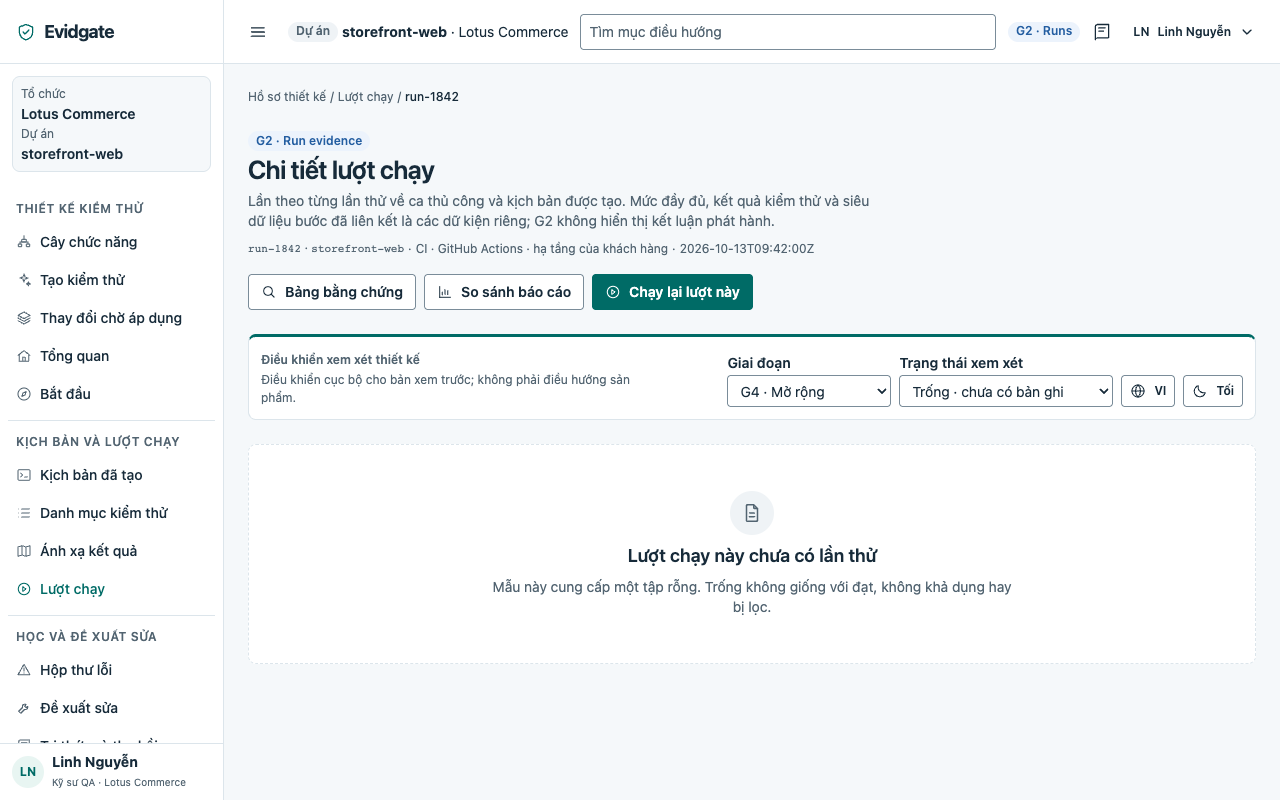 Evidgate
Dự án storefront-web · Lotus Commerce
Tìm mục điều hướng
G2 · Runs
LN Linh Nguyễn
Tổ chức
Lotus Commerce
Dự án
storefront-web
THIẾT KẾ KIỂM THỬ
Cây chức năng
Tạo kiểm thử
Thay đổi chờ áp dụng
Tổng quan
Bắt đầu
KỊCH BẢN VÀ LƯỢT CHẠY
Kịch bản đã tạo
Danh mục kiểm thử
Ánh xạ kết quả
Lượt chạy
HỌC VÀ ĐỀ XUẤT SỬA
Hộp thư lỗi
Đề xuất sửa
LN
Linh Nguyễn
Kỹ sư QA · Lotus Commerce
Hồ sơ thiết kế / Lượt chạy / run-1842
G2 · Run evidence
Chi tiết lượt chạy
Lần theo từng lần thử về ca thủ công và kịch bản được tạo. Mức đầy đủ, kết quả kiểm thử và siêu
dữ liệu bước đã liên kết là các dữ kiện riêng; G2 không hiển thị kết luận phát hành.
run-1842 · storefront-web · CI · GitHub Actions · hạ tầng của khách hàng · 2026-10-13T09:42:00Z
Bảng bằng chứng
So sánh báo cáo
Chạy lại lượt này
Điều khiển xem xét thiết kế
Điều khiển cục bộ cho bản xem trước; không phải điều hướng sản
phẩm.
Giai đoạn
G4 · Mở rộng
Trạng thái xem xét
Trống · chưa có bản ghi
VI
Tối
Lượt chạy này chưa có lần thử
Mẫu này cung cấp một tập rỗng. Trống không giống với đạt, không khả dụng hay
bị lọc.